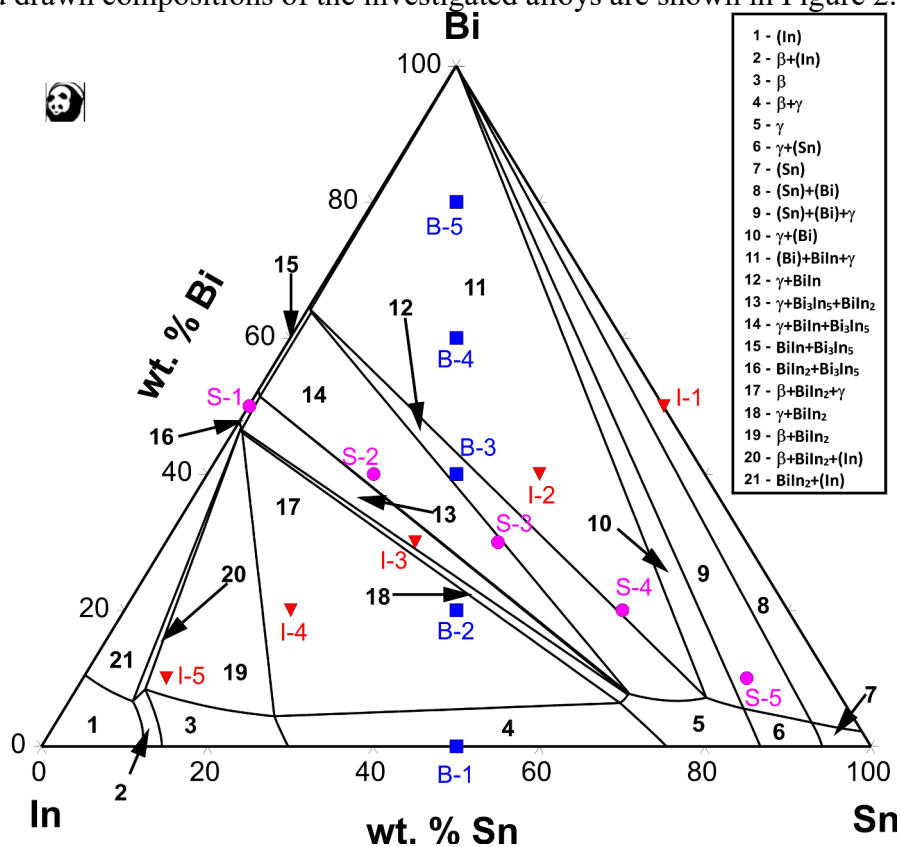 d drawn compositions of the investigated alloys are shown in Figure 2.
Bi
100
80
60
40
20
0
wt. % Bi
B-5
B-4
B-3
B-2
B-1
S-1
S-2
S-3
S-4
S-5
I-1
I-2
I-3
I-4
I-5
15
12
11
14
16
13
17
10
9
8
18
20
21
19
1
3
4
5
6
7
2
0
20
40
60
80
100
In
wt. % Sn
Sn
1 - (In)
2 - β+(In)
3 - β
4 - β+γ
5 - γ
6 - γ+(Sn)
7 - (Sn)
8 - (Sn)+(Bi)
9 - (Sn)+(Bi)+γ
10 - γ+(Bi)
11 - (Bi)+BiIn+γ
12 - γ+BiIn
13 - γ+Bi₃In₅+BiIn₂
14 - γ+BiIn+Bi₃In₅
15 - BiIn+Bi₃In₅
16 - BiIn₂+Bi₃In₅
17 - β+BiIn₂+γ
18 - γ+BiIn₂
19 - β+BiIn₂
20 - β+BiIn₂+(In)
21 - BiIn₂+(In)